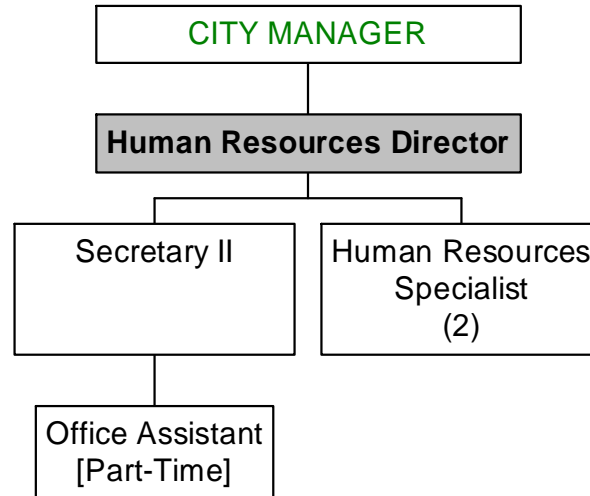 CITY MANAGER
Human Resources Director
Secretary II
Human Resources
Specialist
(2)
Office Assistant
[Part-Time]